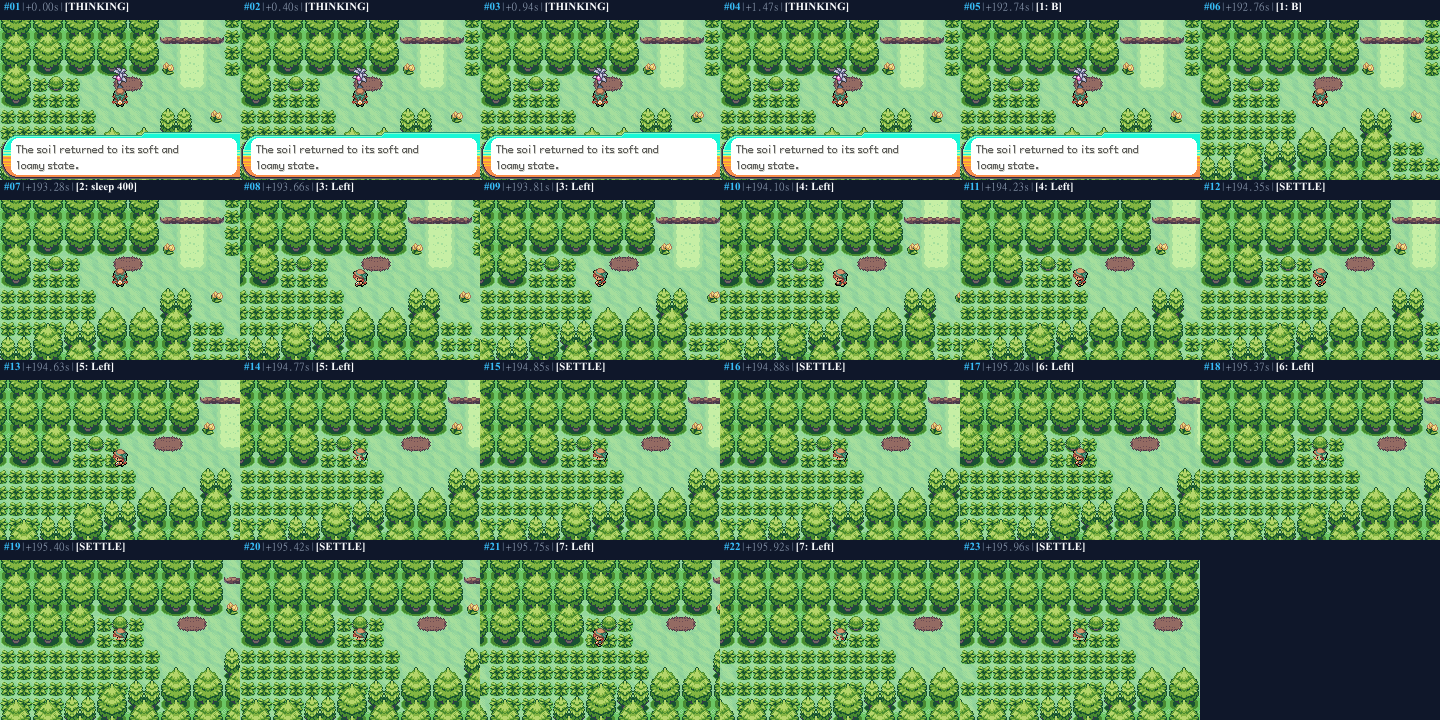 #01 | +0.00s | [THINKING]
#02 | +0.40s | [THINKING]
#03 | +0.94s | [THINKING]
#04 | +1.47s | [THINKING]
#05 | +192.74s | [1: B]
#06 | +192.76s | [1: B]
The soil returned to its soft and
loamy state.
The soil returned to its soft and
loamy state.
The soil returned to its soft and
loamy state.
The soil returned to its soft and
loamy state.
The soil returned to its soft and
loamy state.
#07 | +193.28s | [2: sleep 400]
#08 | +193.66s | [3: Left]
#09 | +193.81s | [3: Left]
#10 | +194.10s | [4: Left]
#11 | +194.23s | [4: Left]
#12 | +194.35s | [SETTLE]
#13 | +194.63s | [5: Left]
#14 | +194.77s | [5: Left]
#15 | +194.85s | [SETTLE]
#16 | +194.88s | [SETTLE]
#17 | +195.20s | [6: Left]
#18 | +195.37s | [6: Left]
#19 | +195.40s | [SETTLE]
#20 | +195.42s | [SETTLE]
#21 | +195.75s | [7: Left]
#22 | +195.92s | [7: Left]
#23 | +195.96s | [SETTLE]